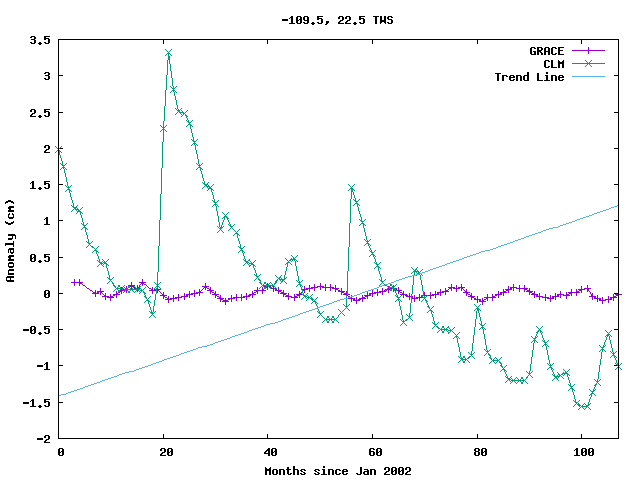 -109.5, 22.5 TWS
GRACE
CLM
Trend Line
3.5
3
2.5
2
1.5
1
0.5
0
-0.5
-1
-1.5
-2
Anomaly (cm)
0 20 40 60 80 100
Months since Jan 2002